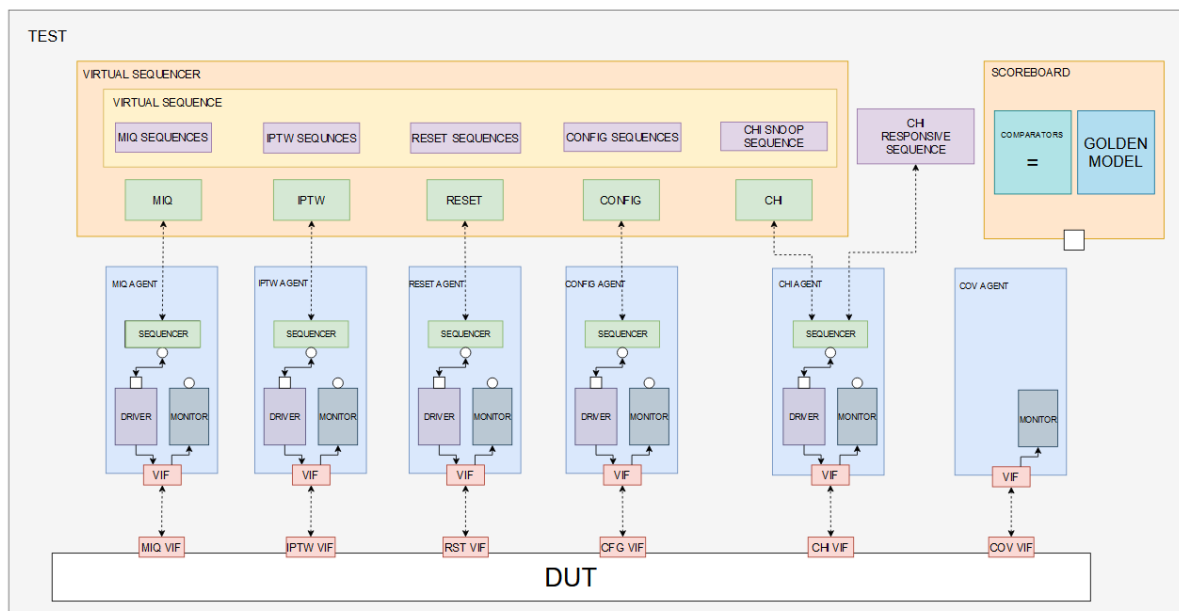 TEST
VIRTUAL SEQUENCER
SCOREBOARD
VIRTUAL SEQUENCE
MIQ SEQUENCES
IPTW SEQUNCES
RESET SEQUENCES
CONFIG SEQUENCES
CHI SNOOP
SEQUENCE
CHI
RESPONSIVE
SEQUENCE
COMPARATORS
=
GOLDEN
MODEL
MIQ
IPTW
RESET
CONFIG
CHI
MIQ AGENT
IPTW AGENT
RESET AGENT
CONFIG AGENT
CHI AGENT
COV AGENT
SEQUENCER
SEQUENCER
SEQUENCER
SEQUENCER
SEQUENCER
DRIVER
MONITOR
DRIVER
MONITOR
DRIVER
MONITOR
DRIVER
MONITOR
DRIVER
MONITOR
MONITOR
VIF
VIF
VIF
VIF
VIF
VIF
MIQ VIF
IPTW VIF
RST VIF
CFG VIF
CHI VIF
COV VIF
DUT